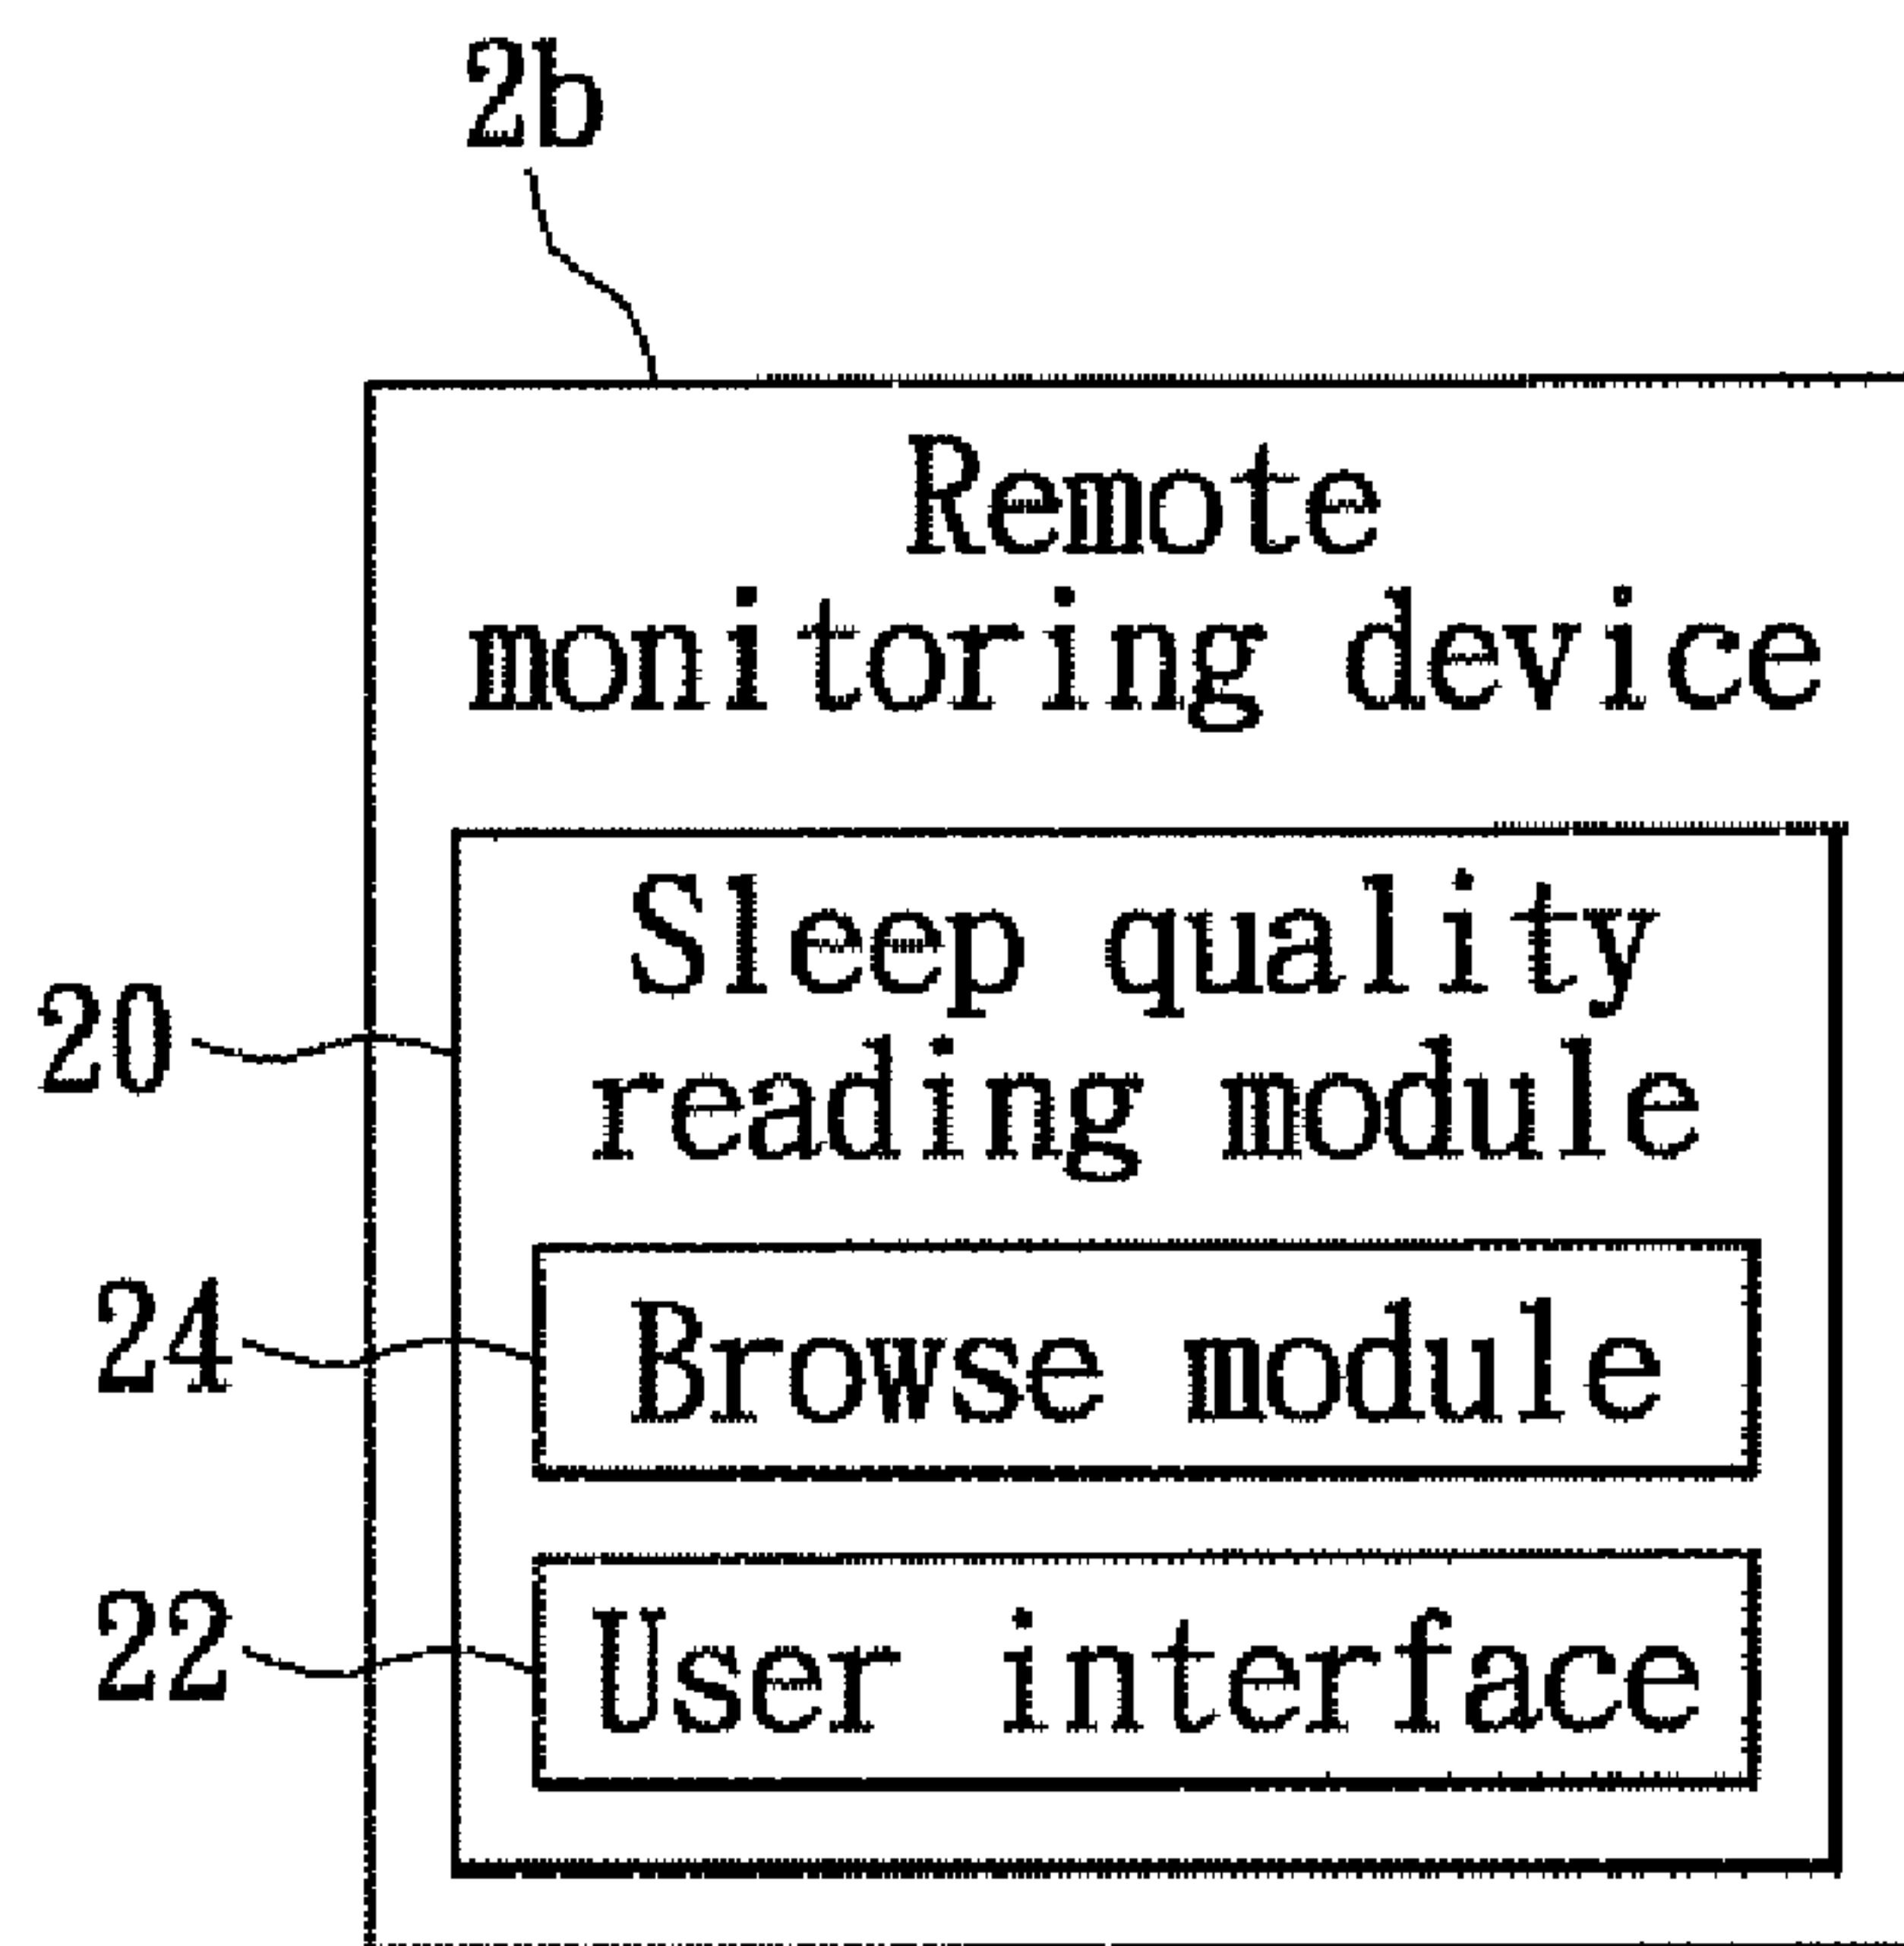 2b
Remote
monitoring device
Sleep quality
20
reading module
24
Browse module
22
User interface